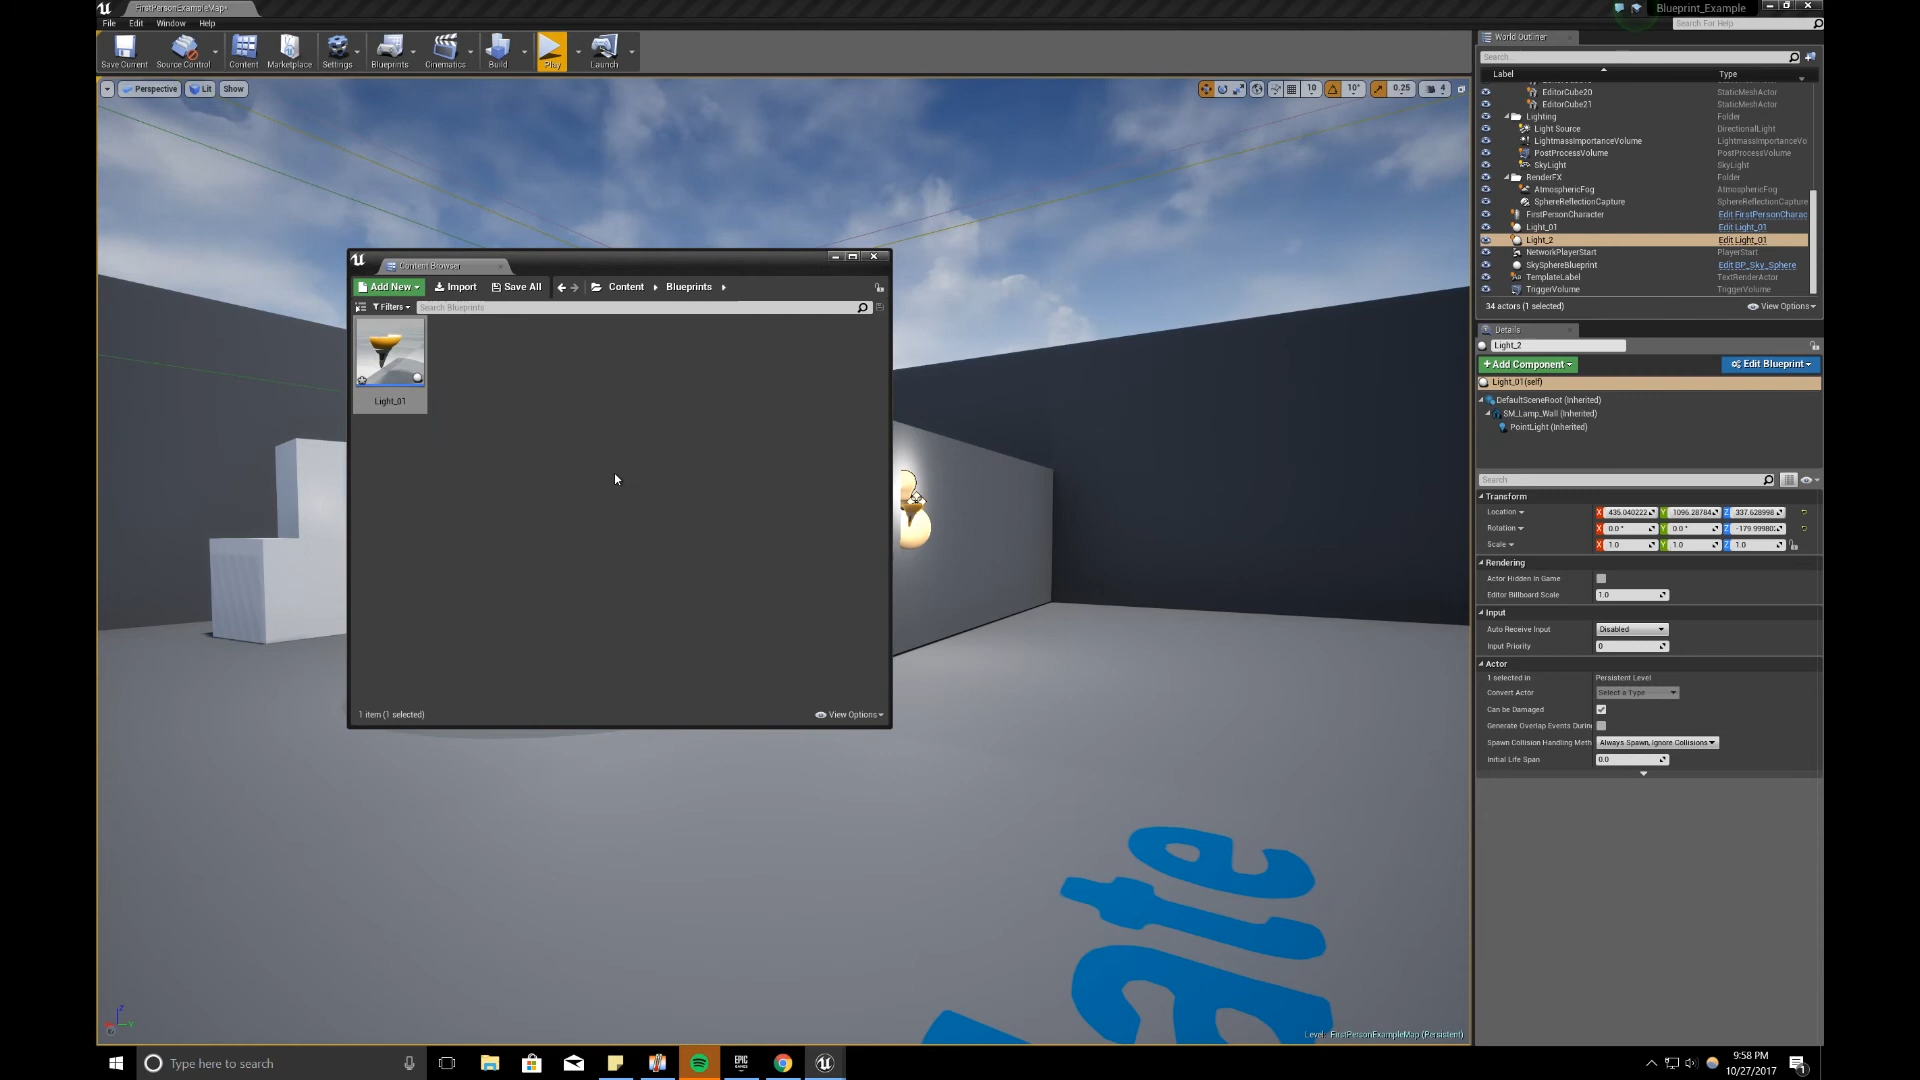 FirstPersonExampleMap*
Blueprint_Example
File Edit Window Help
Search For Help
Save Current Source Control Content Marketplace Settings Blueprints Cinematics Build Play Launch
World Outliner
Search...
Label Type
Perspective Lit Show
10 10° 0.25 4
EditorCube20 StaticMeshActor
EditorCube21 StaticMeshActor
Lighting Folder
Light Source DirectionalLight
LightmassImportanceVolume LightmassImportanceVo
PostProcessVolume PostProcessVolume
SkyLight SkyLight
RenderFX Folder
AtmosphericFog AtmosphericFog
SphereReflectionCapture SphereReflectionCapture
FirstPersonCharacter Edit FirstPersonCharac
Light_01 Edit Light_01
Light_2 Edit Light_01
NetworkPlayerStart PlayerStart
SkySphereBlueprint Edit BP_Sky_Sphere
TemplateLabel TextRenderActor
TriggerVolume TriggerVolume
34 actors (1 selected) View Options
Content Browser
Add New Import Save All Content Blueprints
Filters Search Blueprints
Light_01
1 item (1 selected) View Options
Details
Light_2
+Add Component Edit Blueprint
Light_01(self)
DefaultSceneRoot (Inherited)
SM_Lamp_Wall (Inherited)
PointLight (Inherited)
Search
Transform
Location X 435.040222 Y 1096.28784 Z 337.628998
Rotation X 0.0° Y 0.0° Z -179.99980
Scale X 1.0 Y 1.0 Z 1.0
Rendering
Actor Hidden In Game
Editor Billboard Scale 1.0
Input
Auto Receive Input Disabled
Input Priority 0
Actor
1 selected in Persistent Level
Convert Actor Select a Type
Can be Damaged
Generate Overlap Events During
Spawn Collision Handling Meth Always Spawn, Ignore Collisions
Initial Life Span 0.0
ate
Z
Level: FirstPersonExampleMap (Persistent)
Type here to search
EPIC GAMES
9:58 PM
10/27/2017
1